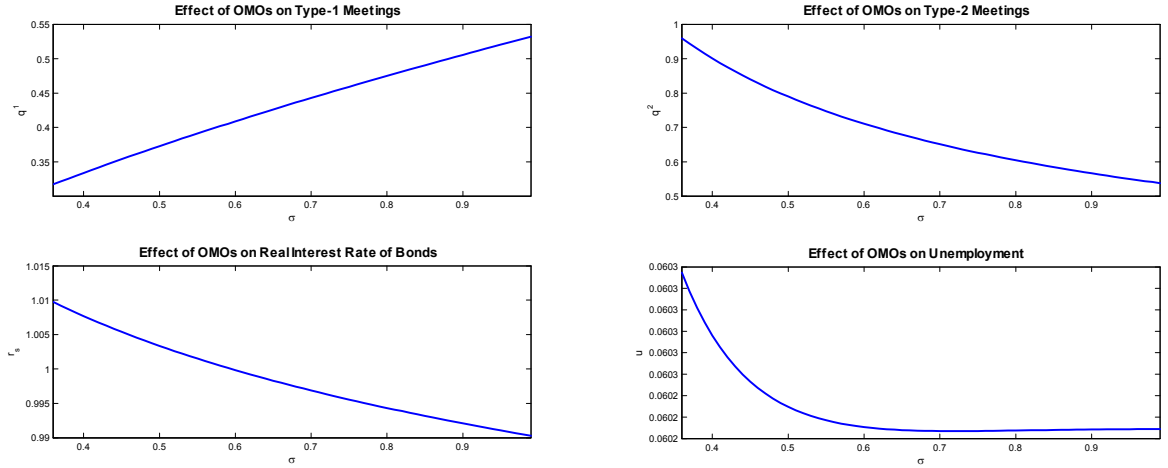 Effect of OMOs on Type-1 Meetings
0.55
0.5
0.45
0.4
0.35
q1
0.4 0.5 0.6 0.7 0.8 0.9
σ
Effect of OMOs on Type-2 Meetings
1
0.9
0.8
0.7
0.6
0.5
q2
0.4 0.5 0.6 0.7 0.8 0.9
σ
Effect of OMOs on Real Interest Rate of Bonds
1.015
1.01
1.005
1
0.995
0.99
rs
0.4 0.5 0.6 0.7 0.8 0.9
σ
Effect of OMOs on Unemployment
0.0603
0.0603
0.0603
0.0603
0.0603
0.0603
0.0602
0.0602
0.0602
u
0.4 0.5 0.6 0.7 0.8 0.9
σ